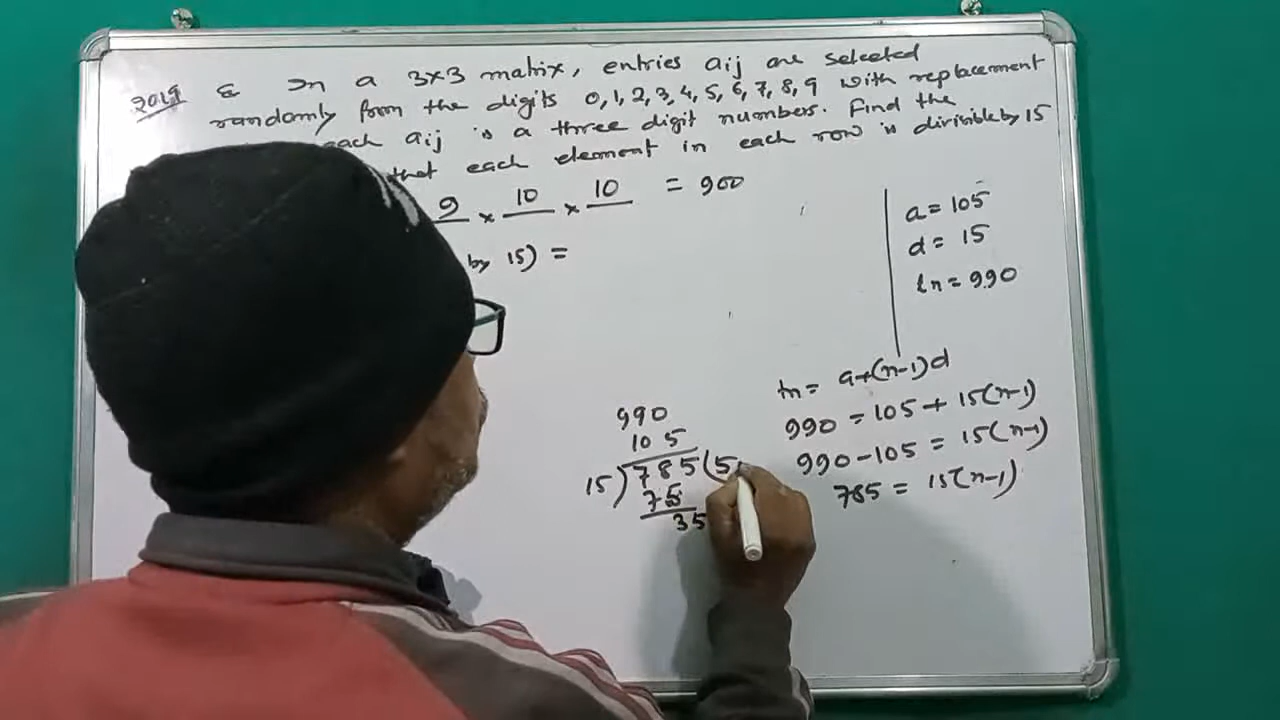 2019 Q In a 3×3 matrix, entries aij are selected
randomly from the digits 0,1,2,3,4,5,6,7,8,9 with replacement
each aij is a three digit numbers. Find the
that each element in each row is divisible by 15
9 × 10 × 10 = 900
by 15) =
a = 105
d = 15
tn = 990
tn = a+(n-1)d
990 = 105 + 15(n-1)
990-105 = 15(n-1)
785 = 15(n-1)
990
105
15)785(5
75
35